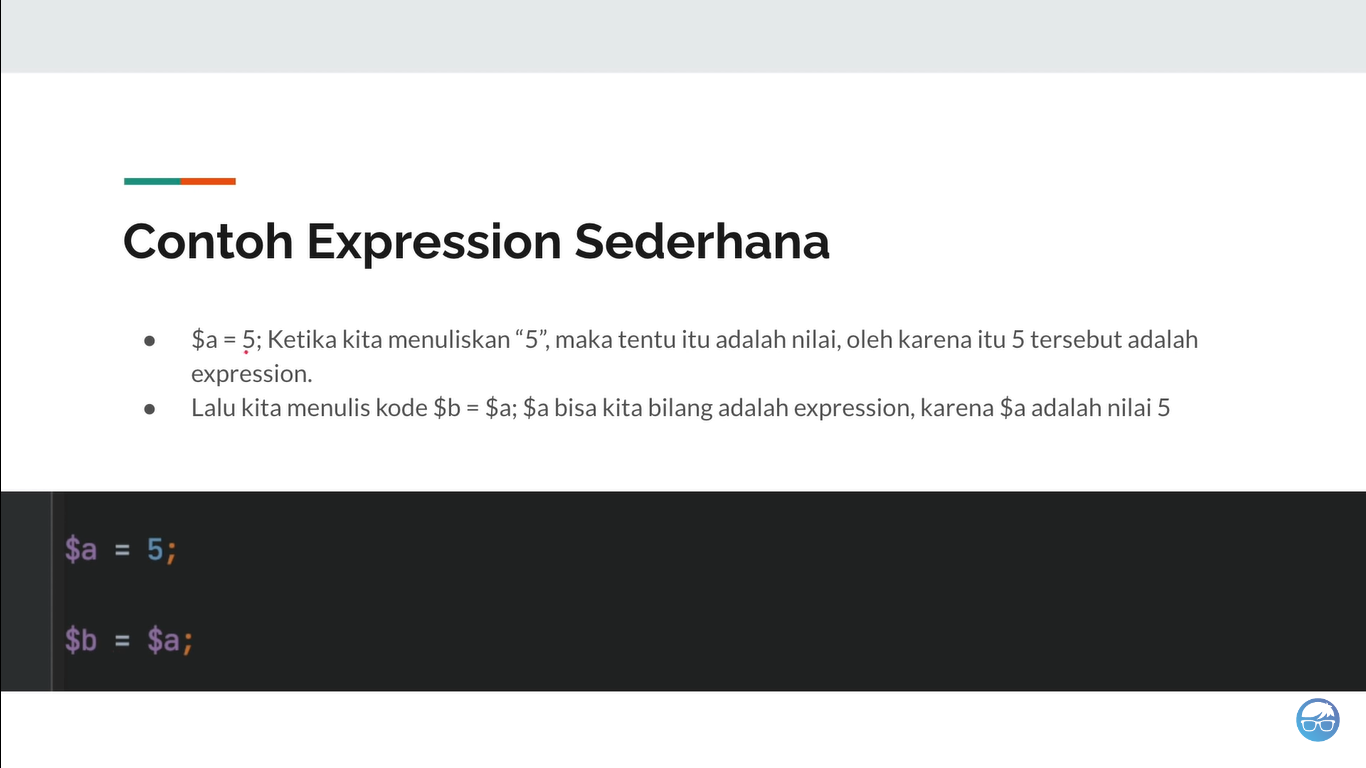 Contoh Expression Sederhana
● $a = 5; Ketika kita menuliskan “5”, maka tentu itu adalah nilai, oleh karena itu 5 tersebut adalah
expression.
● Lalu kita menulis kode $b = $a; $a bisa kita bilang adalah expression, karena $a adalah nilai 5
$a = 5;
$b = $a;